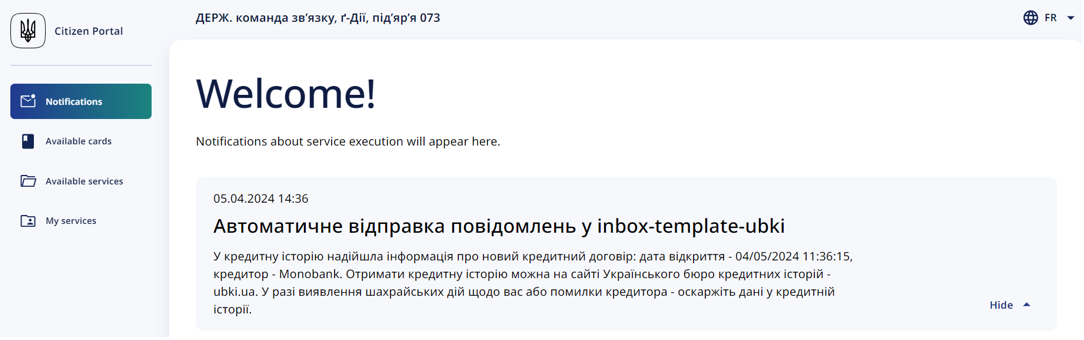 Citizen Portal
ДЕРЖ. команда зв’язку, ґ-Дії, під’яр’я 073
FR
Notifications
Available cards
Available services
My services
Welcome!
Notifications about service execution will appear here.
05.04.2024 14:36
Автоматичне відправка повідомлень у inbox-template-ubki
У кредитну історію надійшла інформація про новий кредитний договір: дата відкриття - 04/05/2024 11:36:15,
кредитор - Monobank. Отримати кредитну історію можна на сайті Українського бюро кредитних історій -
ubki.ua. У разі виявлення шахрайських дій щодо вас або помилки кредитора - оскаржіть дані у кредитній
історії.
Hide